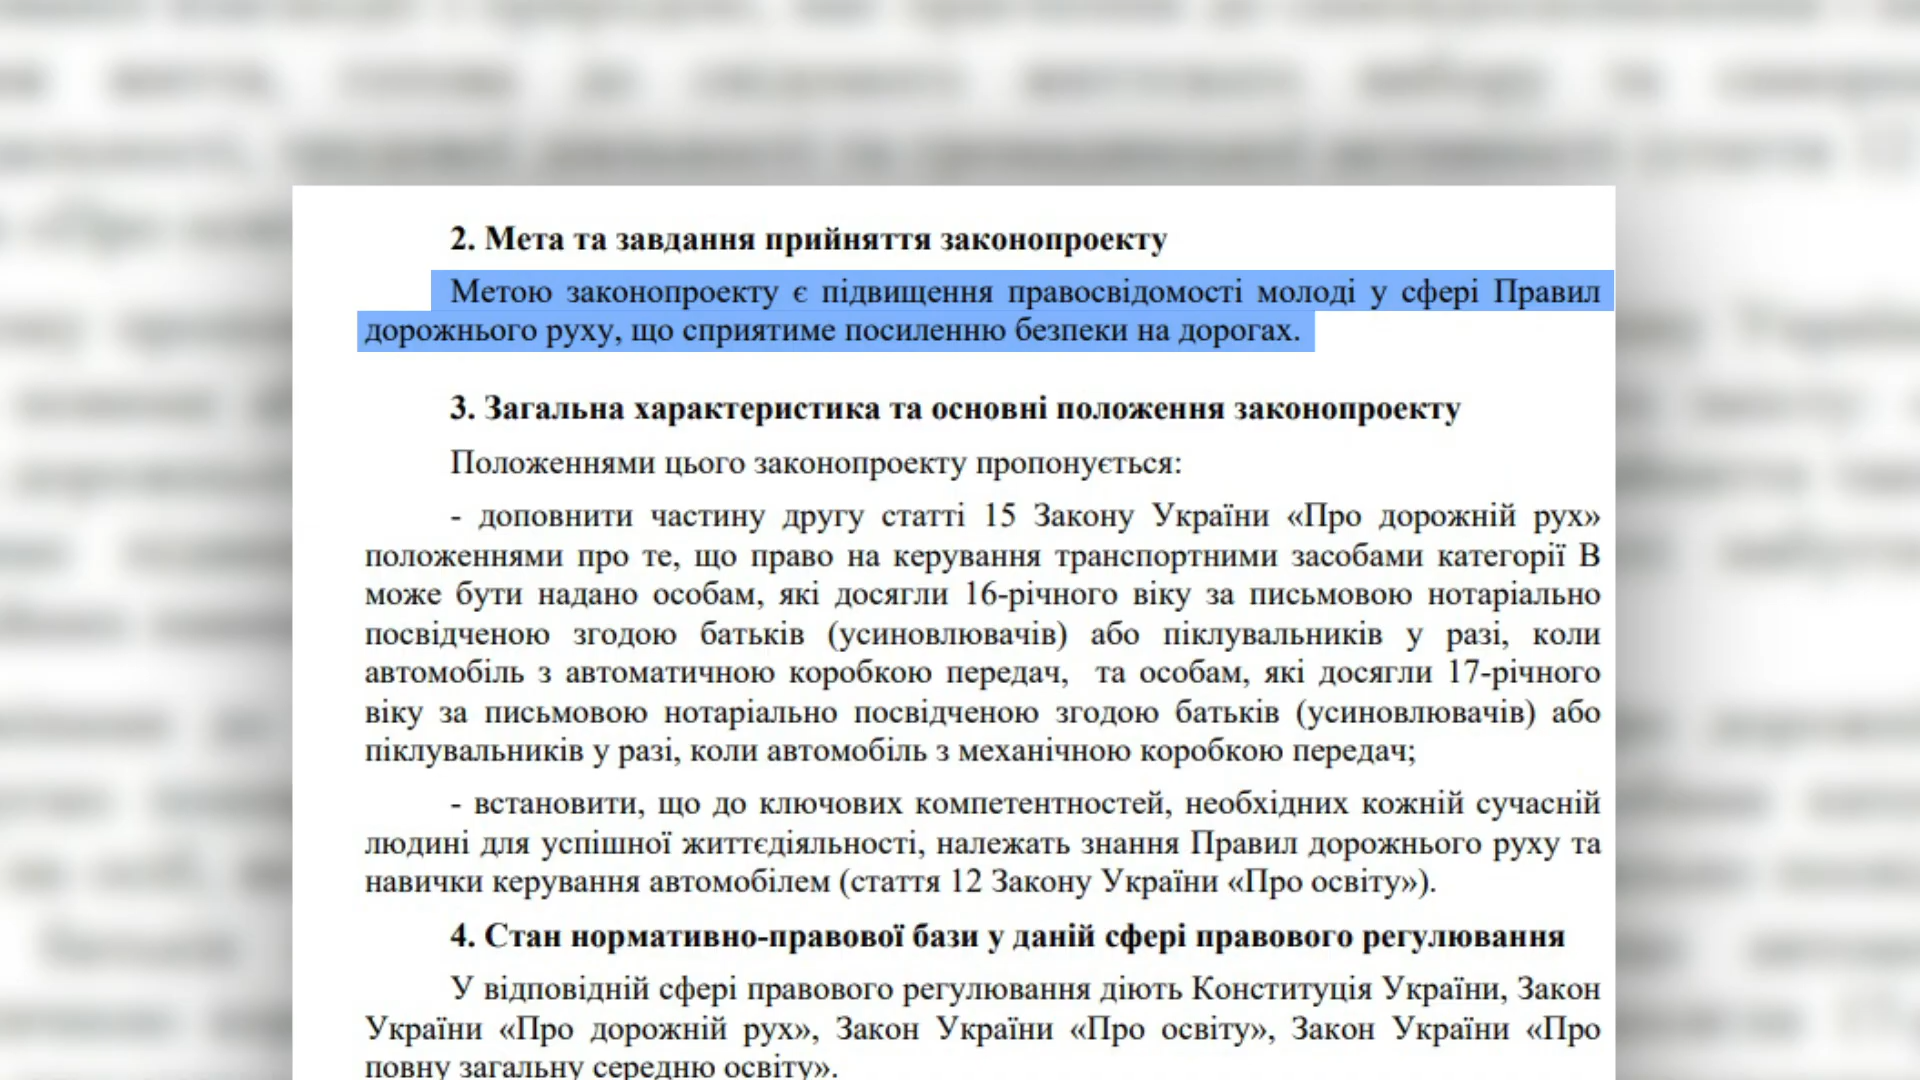 2. Мета та завдання прийняття законопроекту
Метою законопроекту є підвищення правосвідомості молоді у сфері Правил
дорожнього руху, що сприятиме посиленню безпеки на дорогах.
3. Загальна характеристика та основні положення законопроекту
Положеннями цього законопроекту пропонується:
- доповнити частину другу статті 15 Закону України «Про дорожній рух»
положеннями про те, що право на керування транспортними засобами категорії В
може бути надано особам, які досягли 16-річного віку за письмовою нотаріально
посвідченою згодою батьків (усиновлювачів) або піклувальників у разі, коли
автомобіль з автоматичною коробкою передач, та особам, які досягли 17-річного
віку за письмовою нотаріально посвідченою згодою батьків (усиновлювачів) або
піклувальників у разі, коли автомобіль з механічною коробкою передач;
- встановити, що до ключових компетентностей, необхідних кожній сучасній
людині для успішної життєдіяльності, належать знання Правил дорожнього руху та
навички керування автомобілем (стаття 12 Закону України «Про освіту»).
4. Стан нормативно-правової бази у даній сфері правового регулювання
У відповідній сфері правового регулювання діють Конституція України, Закон
України «Про дорожній рух», Закон України «Про освіту», Закон України «Про
повну загальну середню освіту».